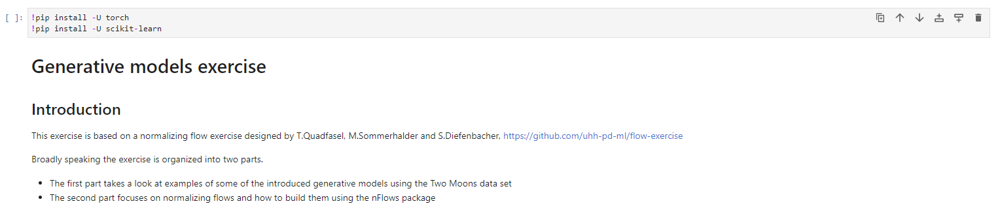 [ ]: !pip install -U torch
!pip install -U scikit-learn
Generative models exercise
Introduction
This exercise is based on a normalizing flow exercise designed by T.Quadfasel, M.Sommerhalder and S.Diefenbacher, https://github.com/uhh-pd-ml/flow-exercise
Broadly speaking the exercise is organized into two parts.
• The first part takes a look at examples of some of the introduced generative models using the Two Moons data set
• The second part focuses on normalizing flows and how to build them using the nFlows package